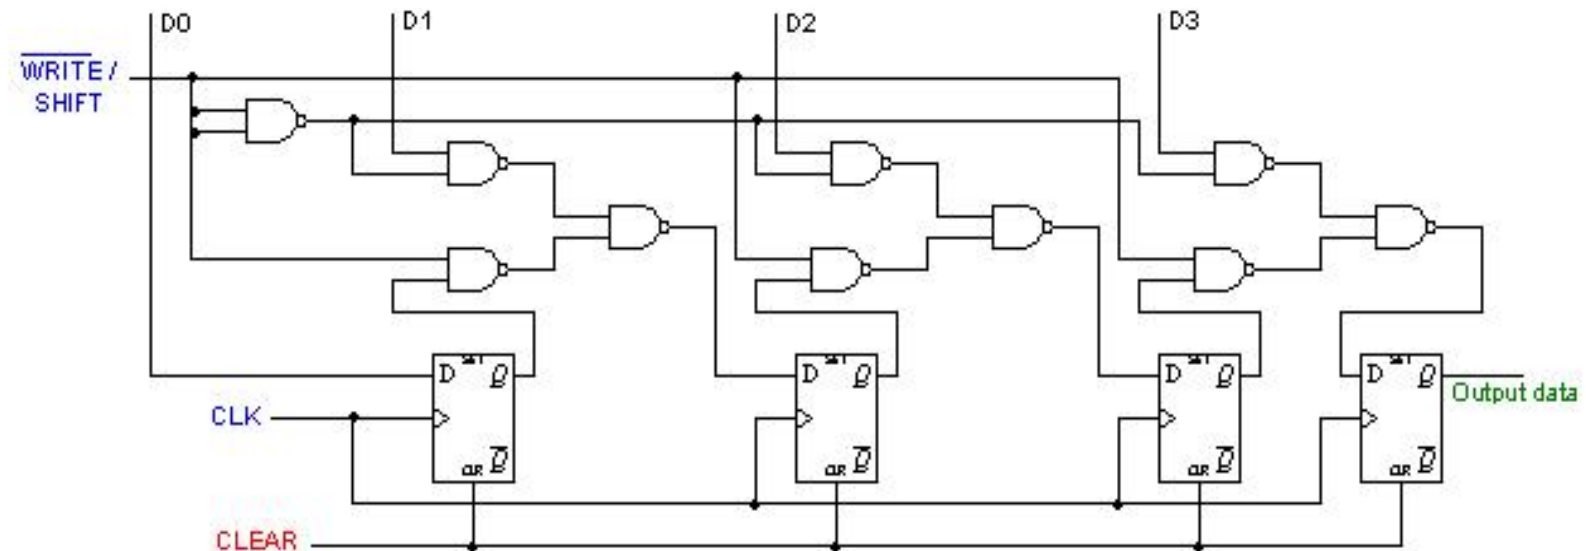 D0
D1
D2
D3
WRITE /
SHIFT
D Q
D Q
D Q
D Q
Output data
CLK
Q
Q
Q
Q
CLEAR